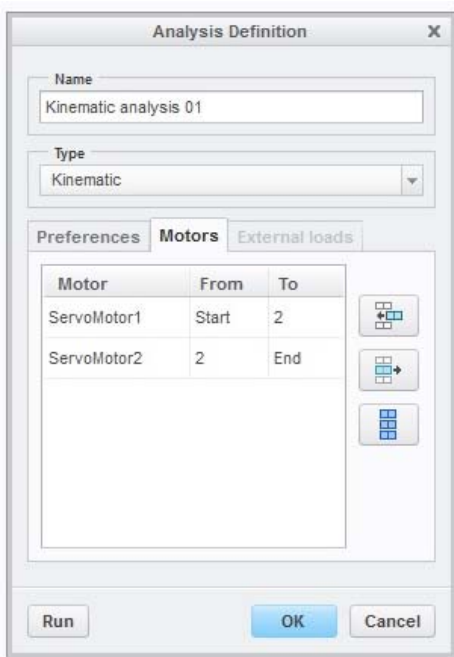 Analysis Definition
Name
Kinematic analysis 01
Type
Kinematic
Preferences Motors External loads
Motor From To
ServoMotor1 Start 2
ServoMotor2 2 End
Run OK Cancel